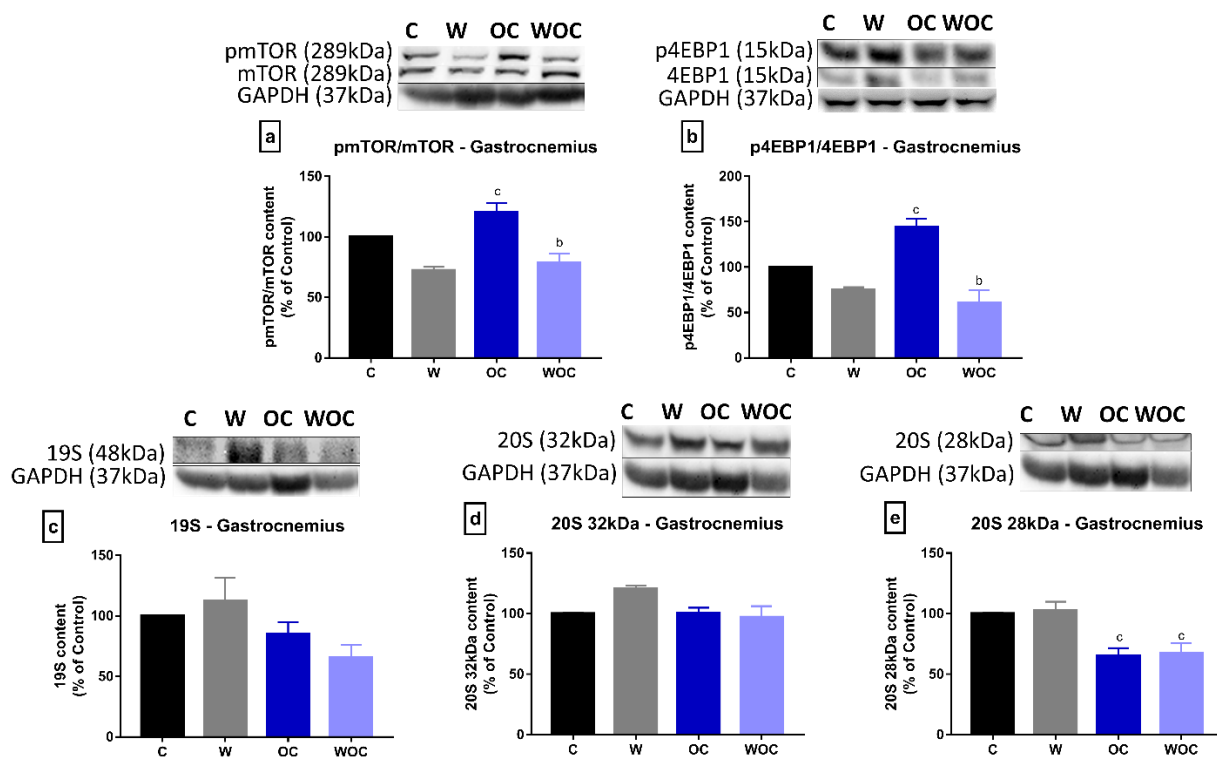 C W OC WOC
pmTOR (289kDa)
mTOR (289kDa)
GAPDH (37kDa)
a
pmTOR/mTOR - Gastrocnemius
pmTOR/mTOR content
(% of Control)
150
100
50
0
c
b
C W OC WOC
C W OC WOC
p4EBP1 (15kDa)
4EBP1 (15kDa)
GAPDH (37kDa)
b
p4EBP1/4EBP1 - Gastrocnemius
p4EBP1/4EBP1 content
(% of Control)
200
150
100
50
0
c
b
C W OC WOC
C W OC WOC
19S (48kDa)
GAPDH (37kDa)
c
19S - Gastrocnemius
19S content
(% of Control)
150
100
50
0
C W OC WOC
C W OC WOC
20S (32kDa)
GAPDH (37kDa)
d
20S 32kDa - Gastrocnemius
20S 32kDa content
(% of Control)
150
100
50
0
C W OC WOC
C W OC WOC
20S (28kDa)
GAPDH (37kDa)
e
20S 28kDa - Gastrocnemius
20S 28kDa content
(% of Control)
150
100
50
0
c c
C W OC WOC